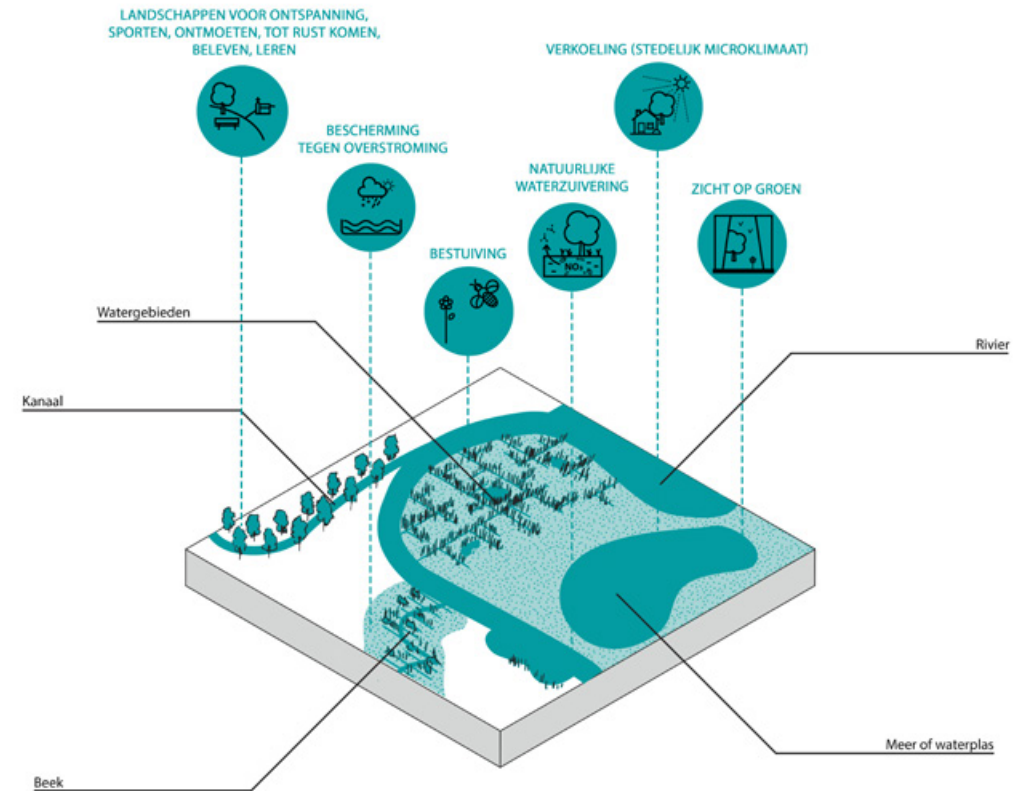 LANDSCHAPPEN VOOR ONTSPANNING,
SPORTEN, ONTMOETEN, TOT RUST KOMEN,
BELEVEN, LEREN
VERKOELING (STEDELIJK MICROKLIMAAT)
BESCHERMING
TEGEN OVERSTROMING
NATUURLIJKE
WATERZUIVERING
ZICHT OP GROEN
BESTUIVING
NOx
Watergebieden
Rivier
Kanaal
Meer of waterplas
Beek